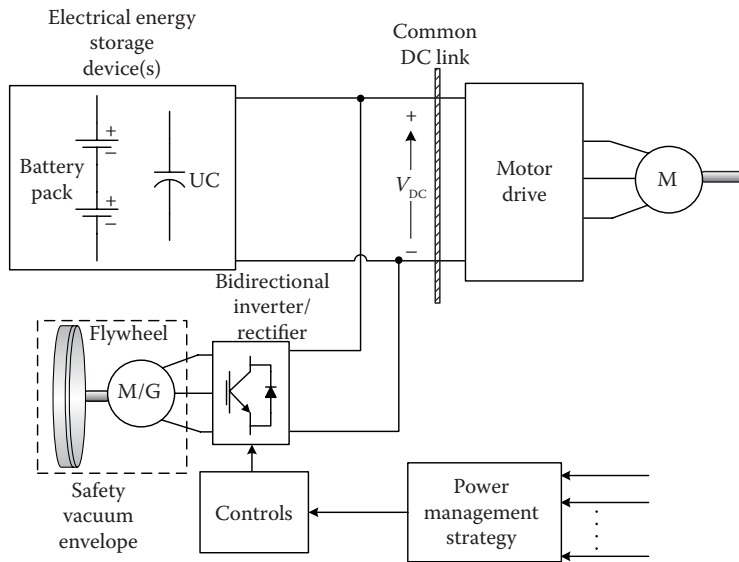 Electrical energy
storage
device(s)
Common
DC link
Battery
pack
+
−
+
−
UC
+
V_DC
−
Motor
drive
M
Bidirectional
inverter/
rectifier
Flywheel
M/G
Safety
vacuum
envelope
Controls
Power
management
strategy